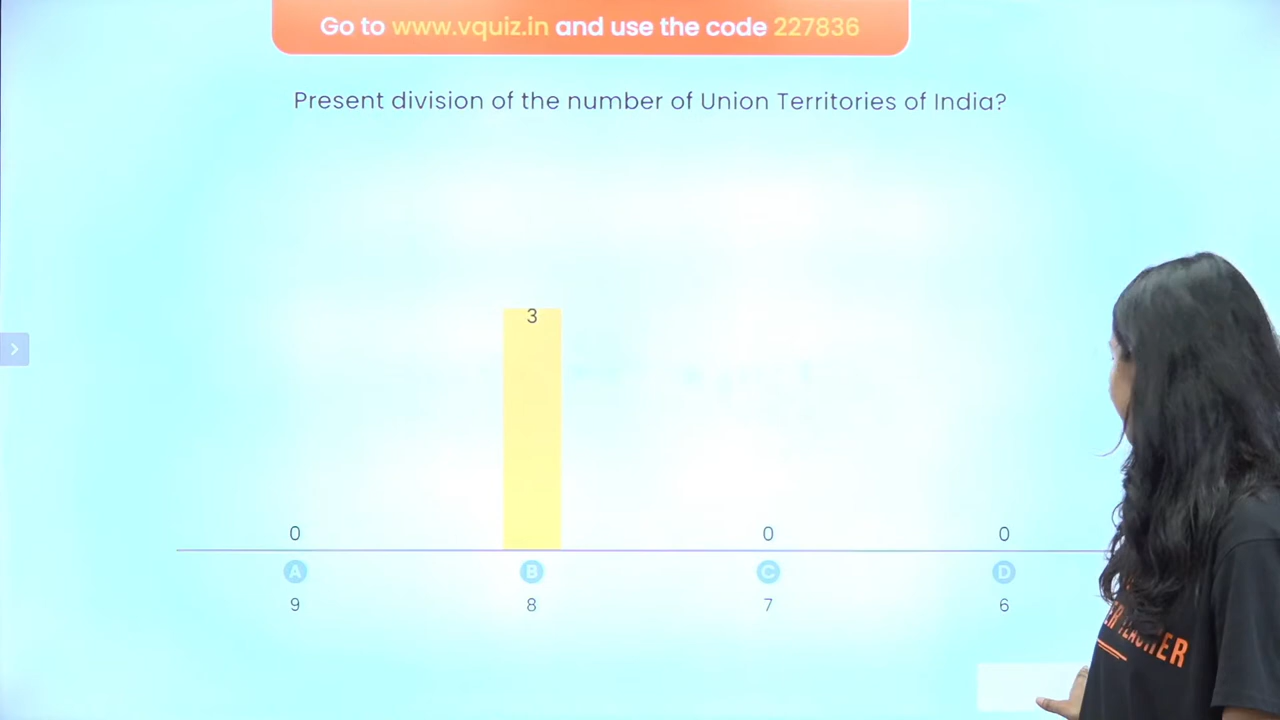 Go to www.vquiz.in and use the code 227836
Present division of the number of Union Territories of India?
3
0 0 0
A B C D
9 8 7 6